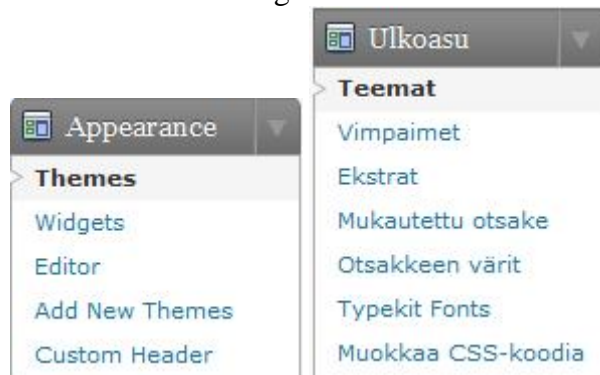 Appearance
Themes
Widgets
Editor
Add New Themes
Custom Header
Ulkoasu
Teemat
Vimpaimet
Ekstrat
Mukautettu otsake
Otsakkeen värit
Typekit Fonts
Muokkaa CSS-koodia